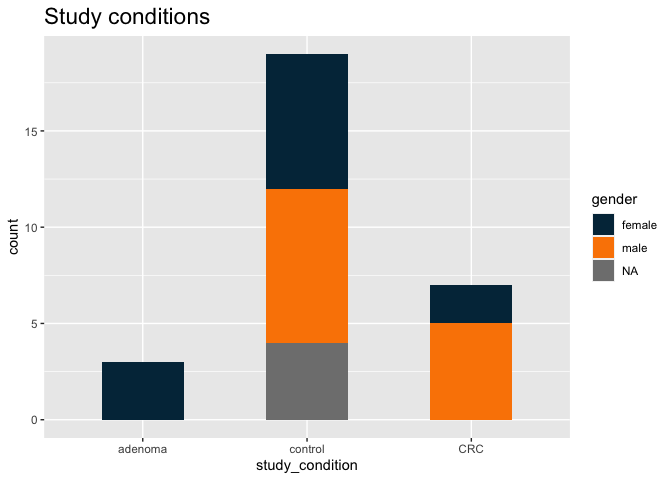 Study conditions
count
15
10
5
0
adenoma
control
CRC
study_condition
gender
female
male
NA